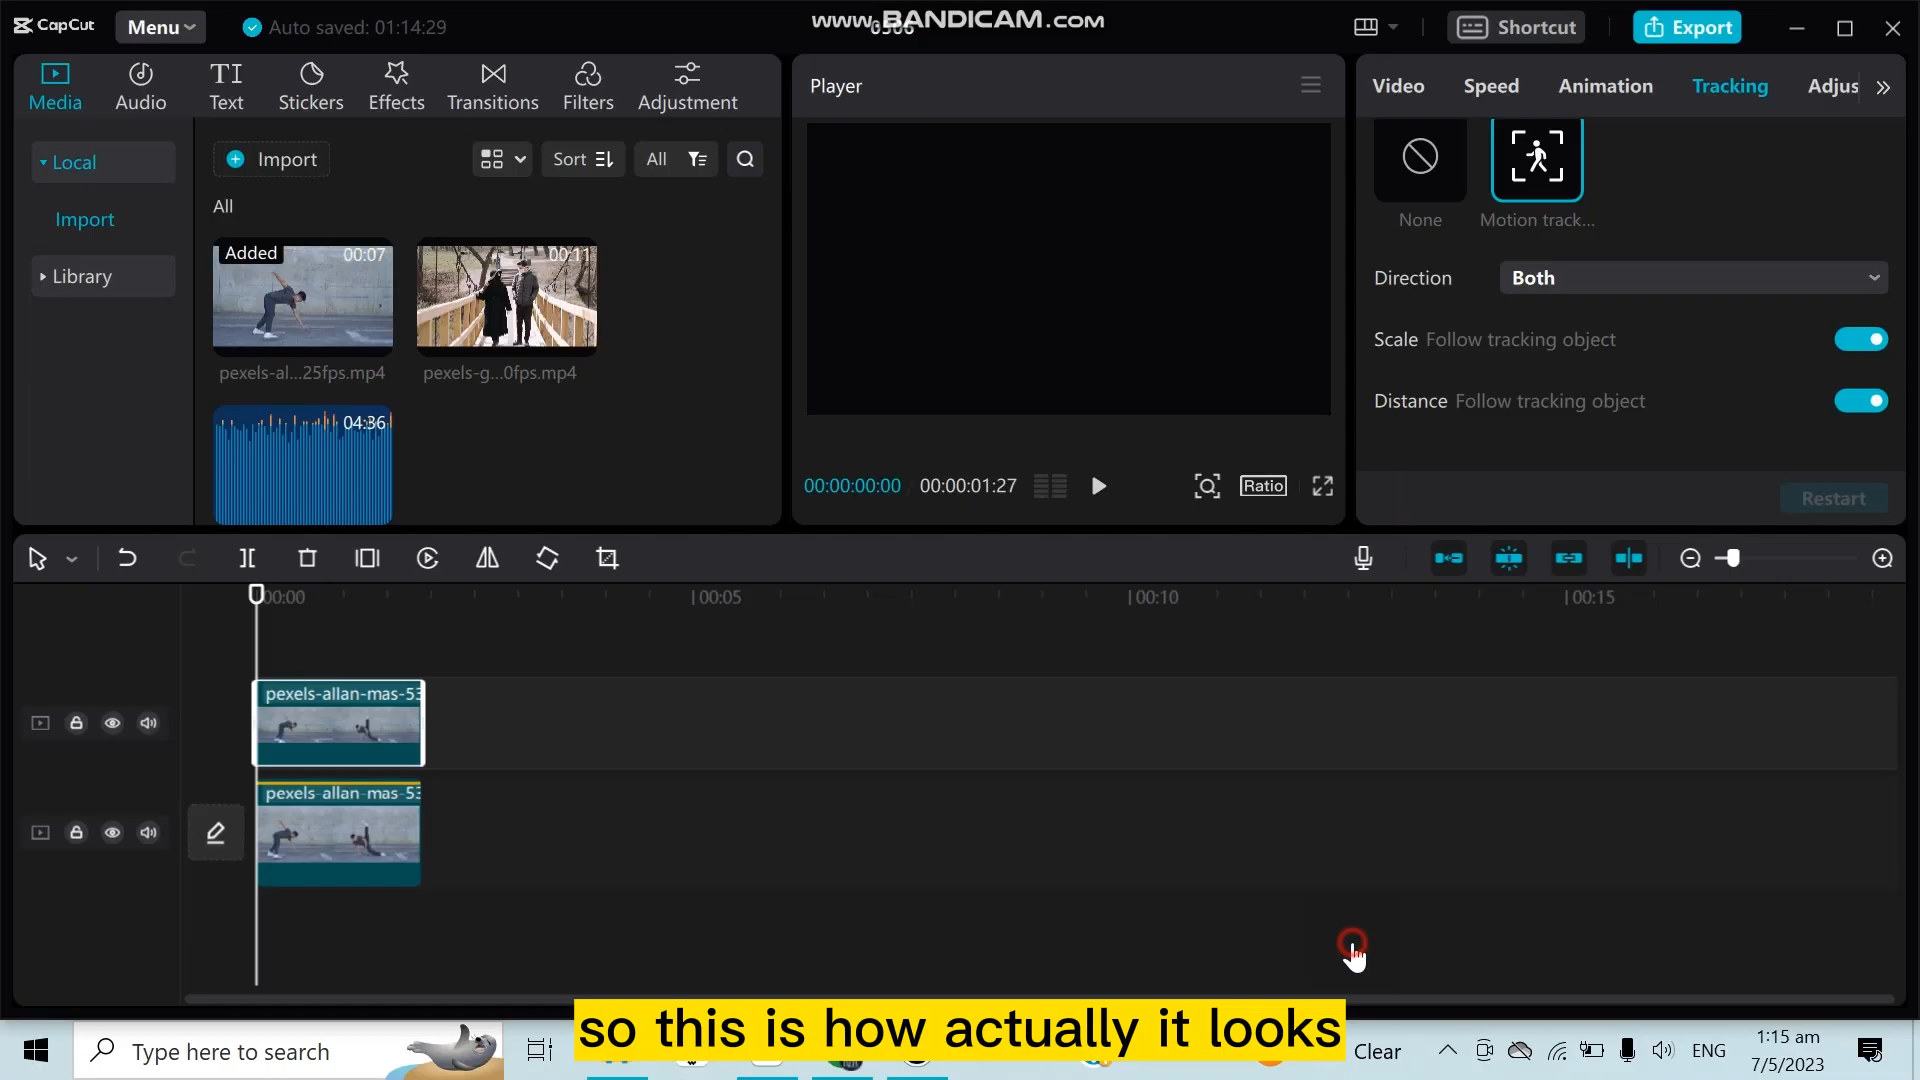 CapCut
Menu
Auto saved: 01:14:29
www.BANDICAM.COM
Shortcut
Export
Media
Audio
Text
Stickers
Effects
Transitions
Filters
Adjustment
Player
Video
Speed
Animation
Tracking
Adjus
Local
Import
Library
Import
Sort
All
All
Added
00:07
00:11
pexels-al...25fps.mp4
pexels-g...0fps.mp4
04:36
00:00:00:00
00:00:01:27
Ratio
None
Motion track...
Direction
Both
Scale Follow tracking object
Distance Follow tracking object
Restart
00:00
00:05
00:10
00:15
pexels-allan-mas-53
pexels-allan-mas-53
so this is how actually it looks
Type here to search
Clear
ENG
1:15 am
7/5/2023